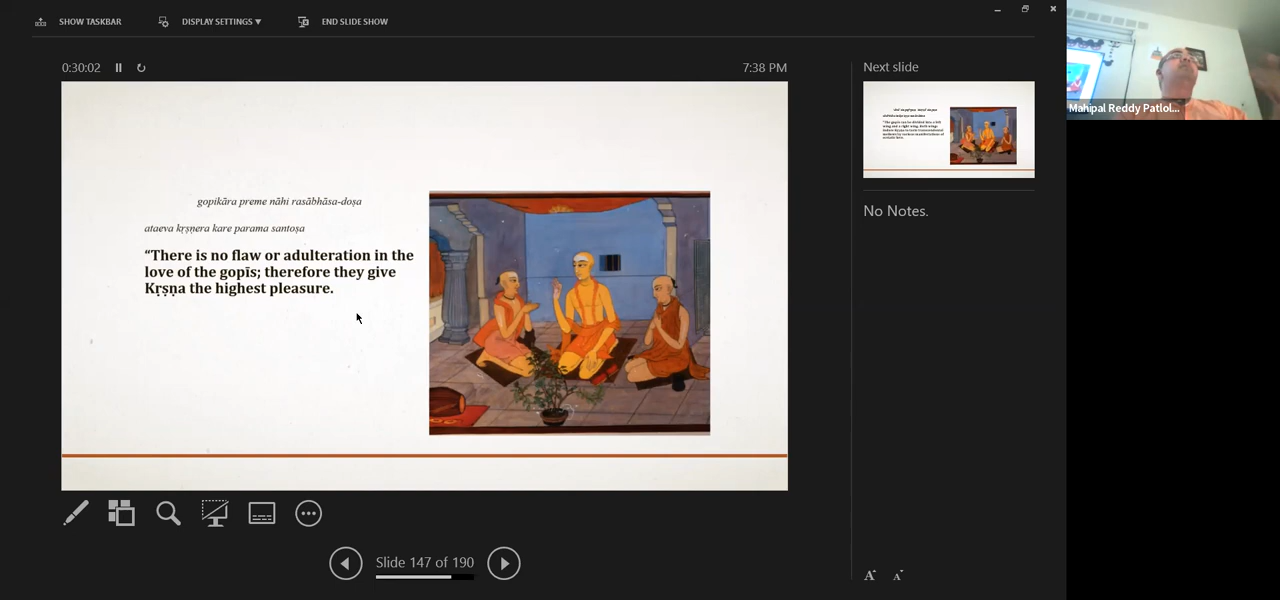 SHOW TASKBAR
DISPLAY SETTINGS ▼
END SLIDE SHOW
0:30:02
7:38 PM
Next slide
gopikāra preme nāhi rasābhāsa-doṣa
ataeva kṛṣṇera kare parama santoṣa
“There is no flaw or adulteration in the
love of the gopīs; therefore they give
Kṛṣṇa the highest pleasure.
No Notes.
Slide 147 of 190
A A
Mahipal Reddy Patlol...